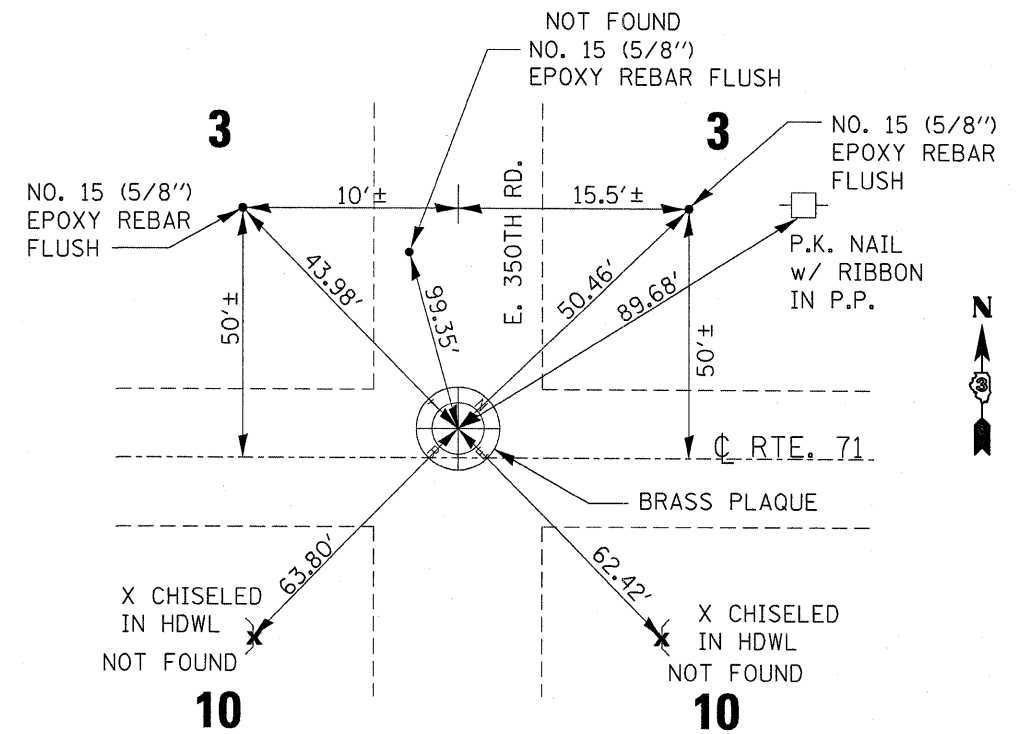 NOT FOUND
NO. 15 (5/8")
EPOXY REBAR FLUSH
3
3
NO. 15 (5/8")
EPOXY REBAR
FLUSH
NO. 15 (5/8")
EPOXY REBAR
FLUSH
10'±
15.5'±
E. 350TH RD.
P.K. NAIL
w/ RIBBON
IN P.P.
43.98'
99.35'
50.46'
89.68'
50'±
50'±
N
3
℄ RTE. 71
BRASS PLAQUE
63.80'
62.42'
X CHISELED
IN HDWL
NOT FOUND
X CHISELED
IN HDWL
NOT FOUND
10
10